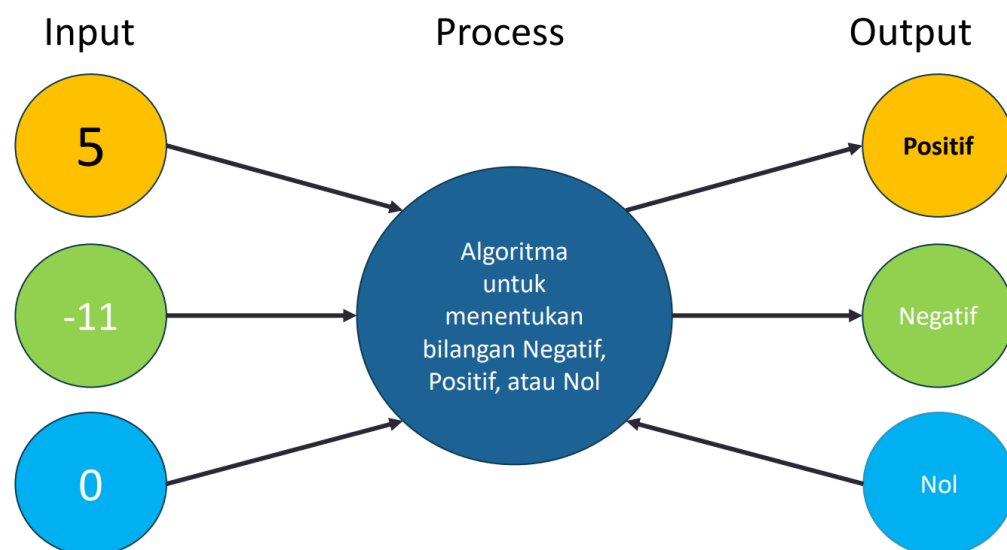 Input
Process
Output
5
-11
0
Algoritma
untuk
menentukan
bilangan Negatif,
Positif, atau Nol
Positif
Negatif
Nol